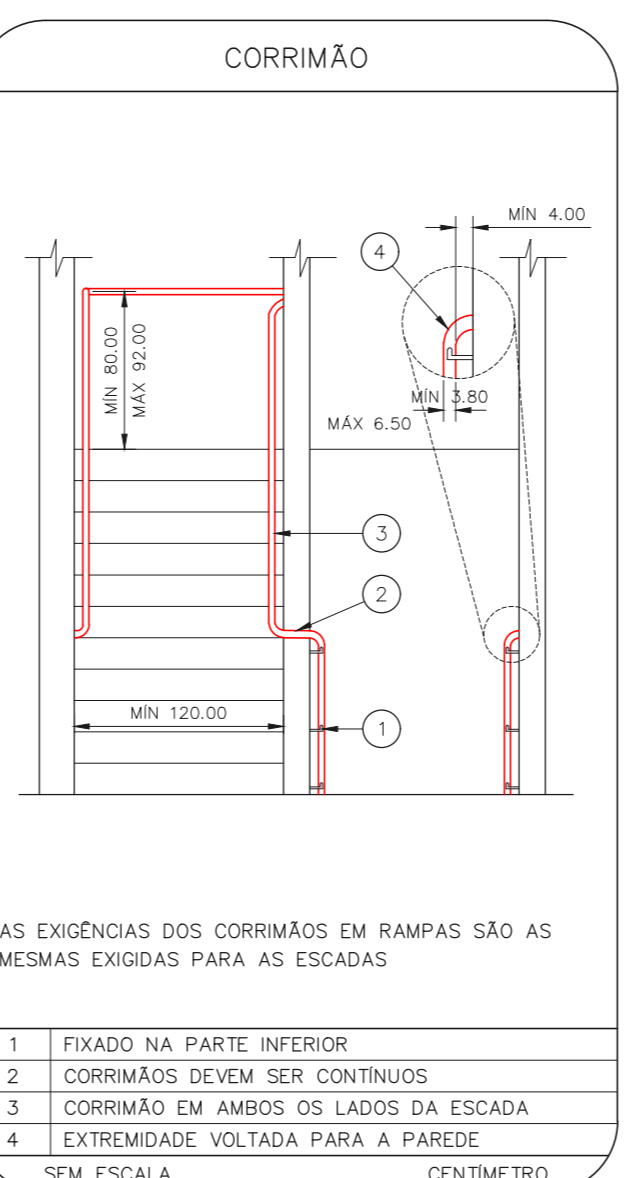 CORRIMÃO
MÍN 4.00
4
MÍN 80.00
MÁX 92.00
MÍN 3.80
MÁX 6.50
3
2
MÍN 120.00
1
AS EXIGÊNCIAS DOS CORRIMÃOS EM RAMPAS SÃO AS
MESMAS EXIGIDAS PARA AS ESCADAS
1 FIXADO NA PARTE INFERIOR
2 CORRIMÃOS DEVEM SER CONTÍNUOS
3 CORRIMÃO EM AMBOS OS LADOS DA ESCADA
4 EXTREMIDADE VOLTADA PARA A PAREDE
SEM ESCALA CENTÍMETRO